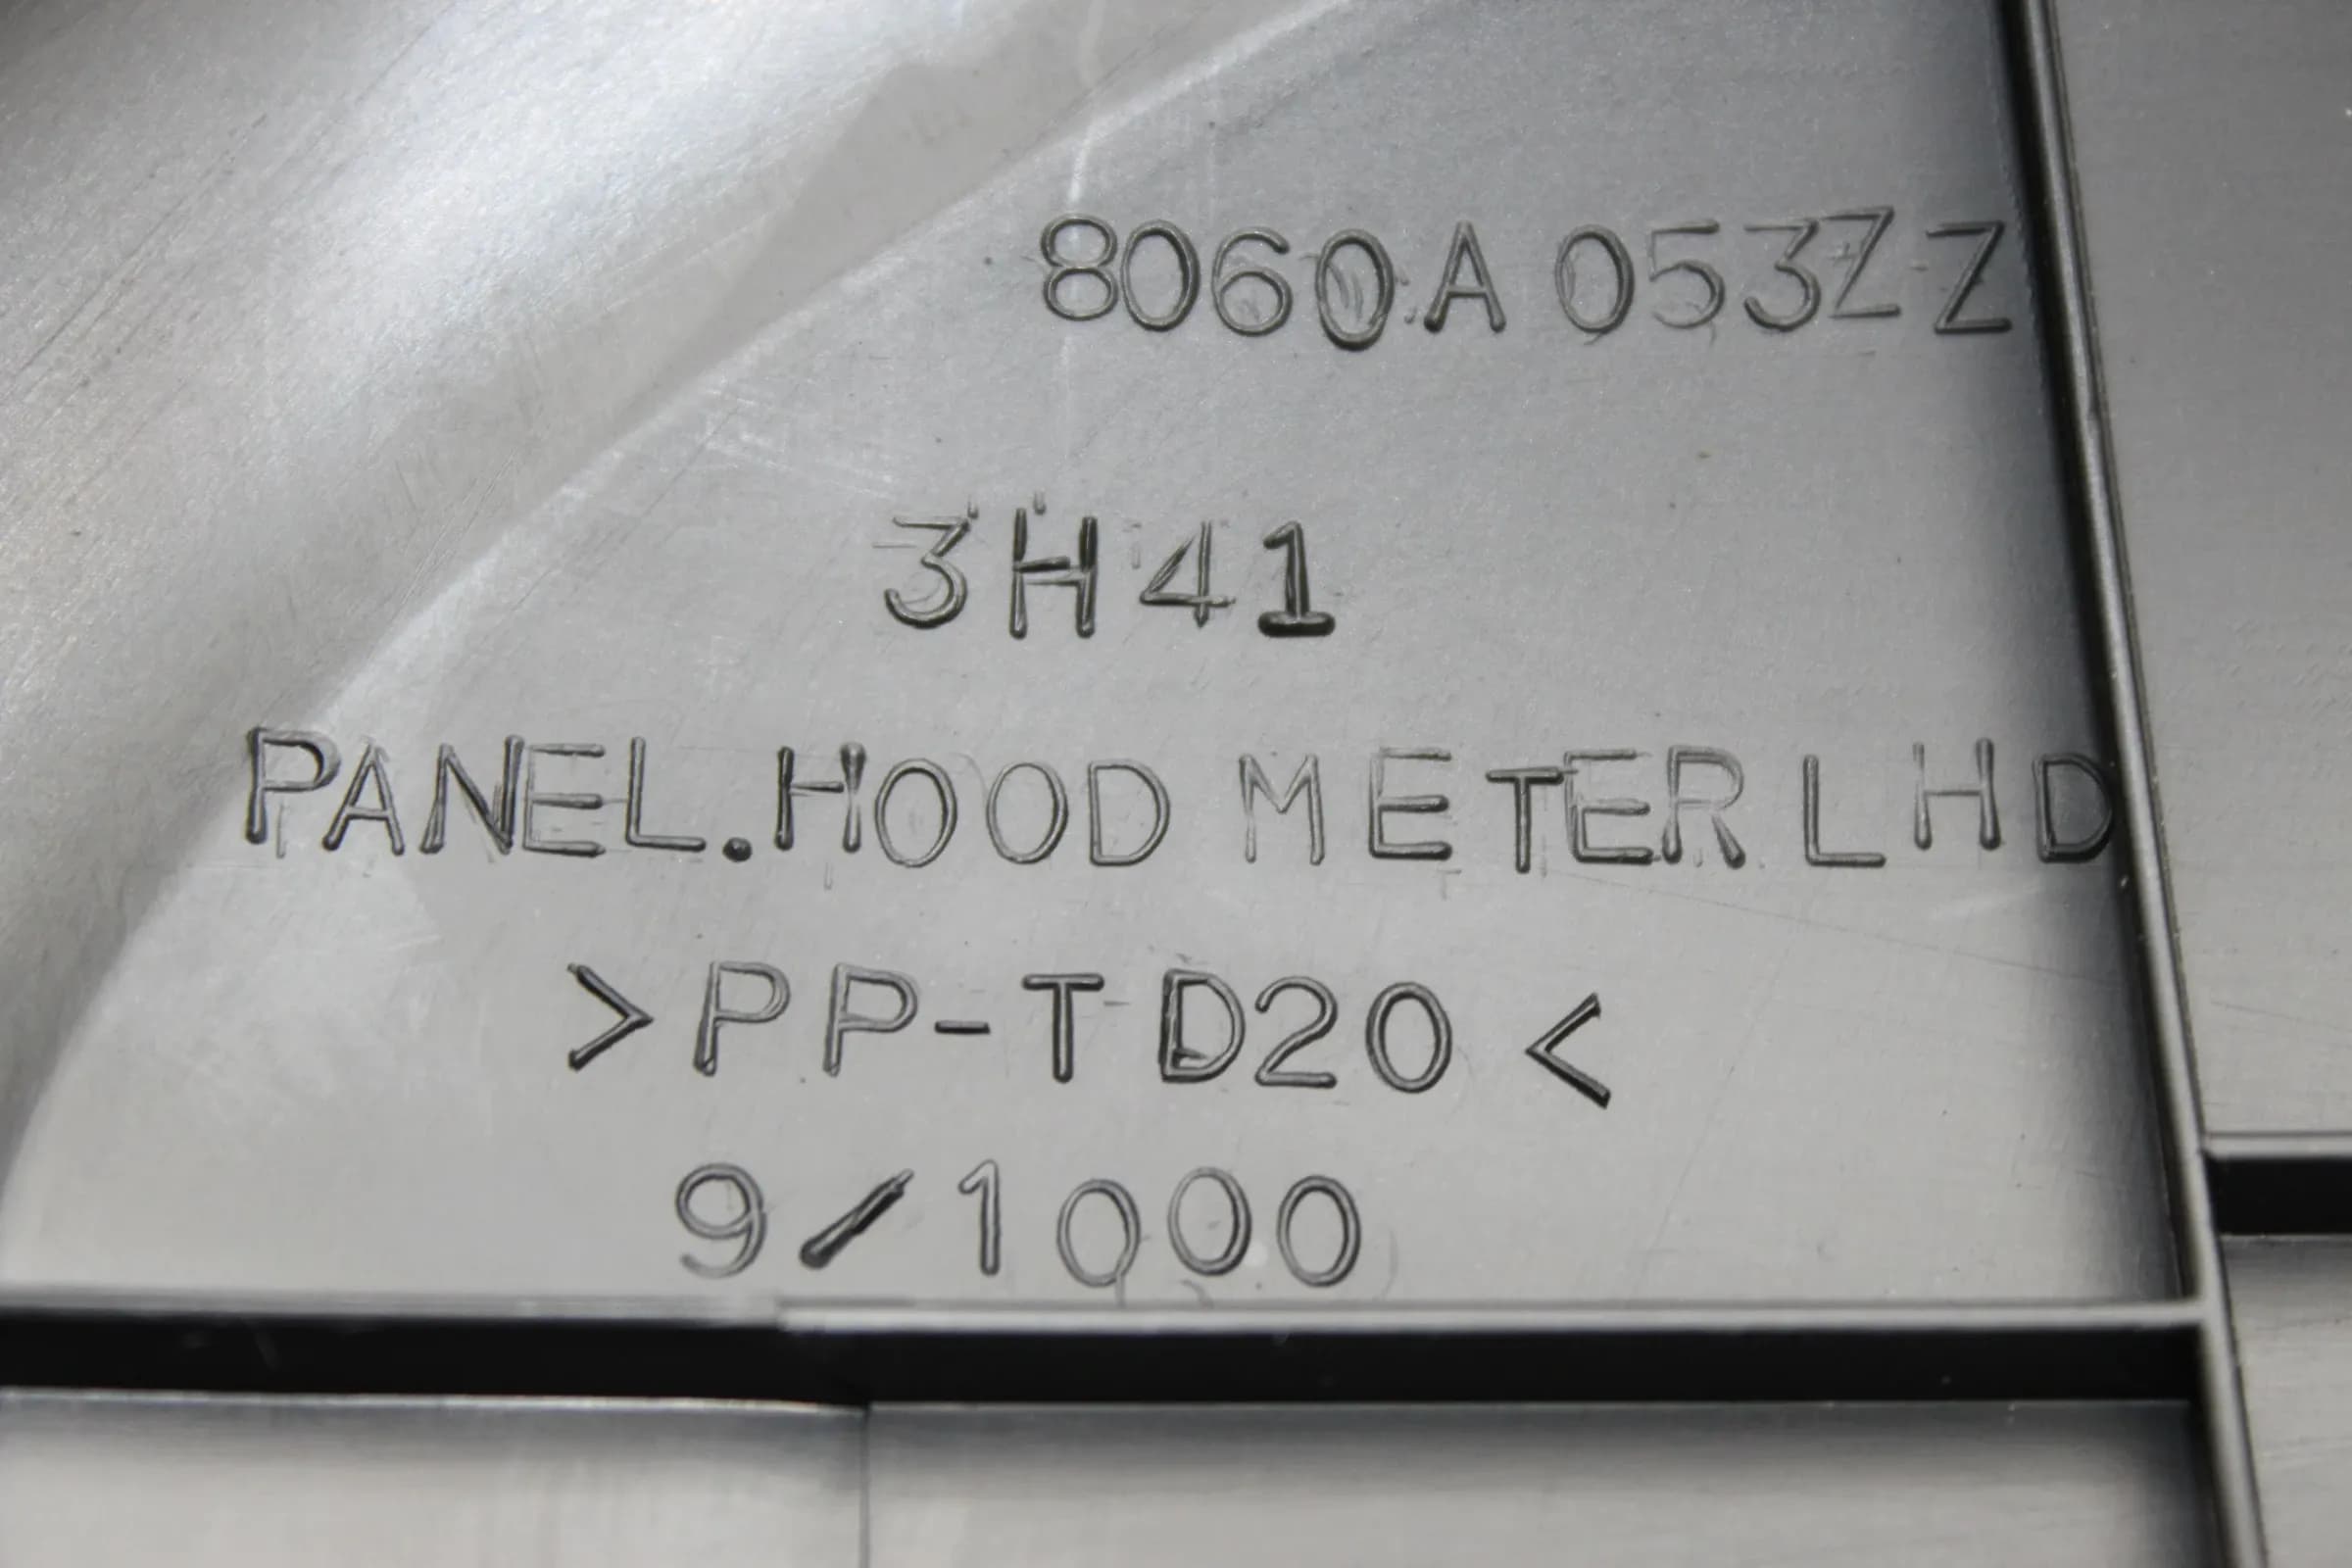 8060A053ZZ
3H41
PANEL.HOOD METER LHD
>PP-TD20<
9/1000